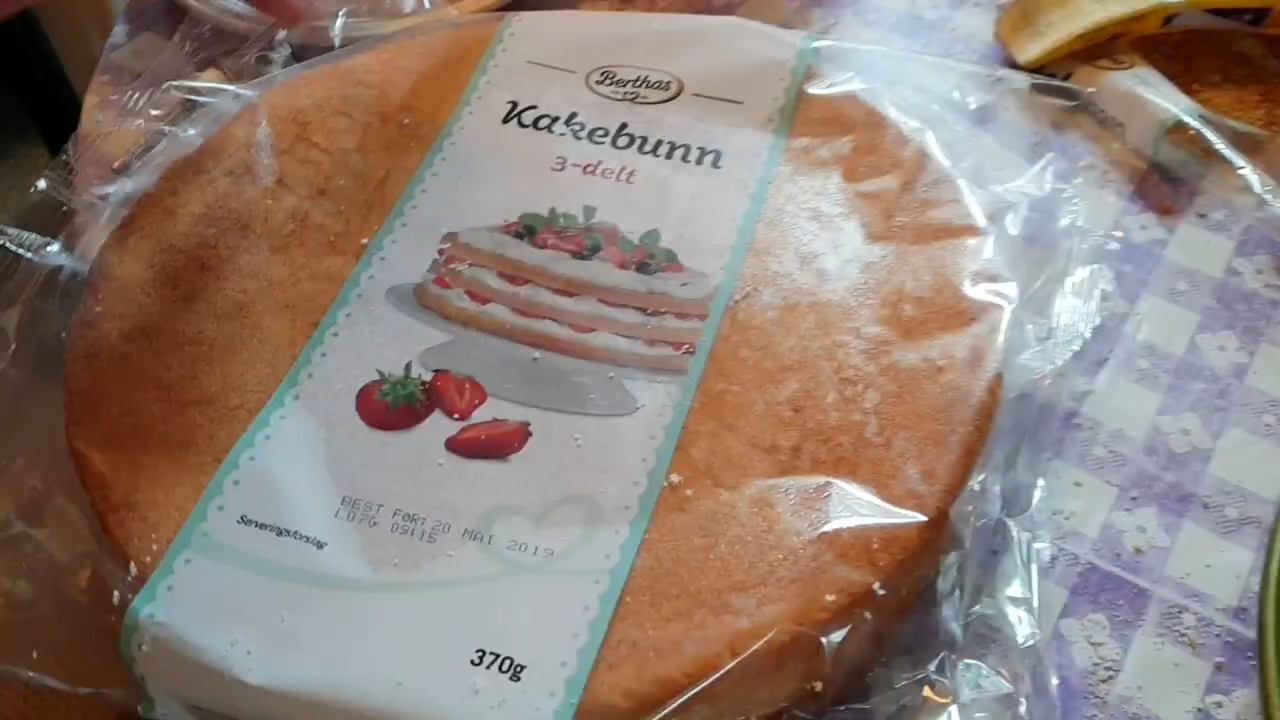 Berthas
Kakebunn
3-delt
BEST FØR: 20 MAI 2019
L07G 09:15
Serveringsforslag
370g